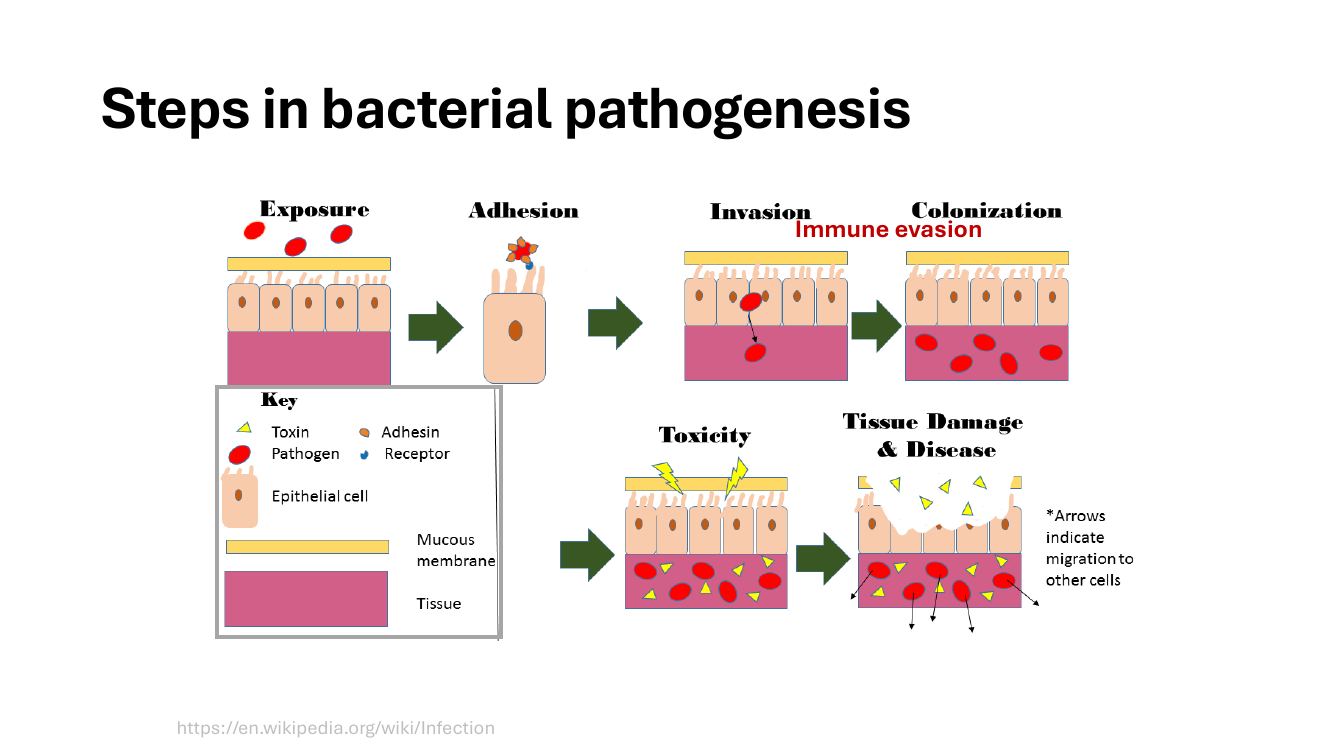 Steps in bacterial pathogenesis
Exposure
Adhesion
Invasion
Immune evasion
Colonization
Key
Toxin
Adhesin
Pathogen
Receptor
Epithelial cell
Mucous
membrane
Tissue
Toxicity
Tissue Damage
& Disease
*Arrows
indicate
migration to
other cells
https://en.wikipedia.org/wiki/Infection